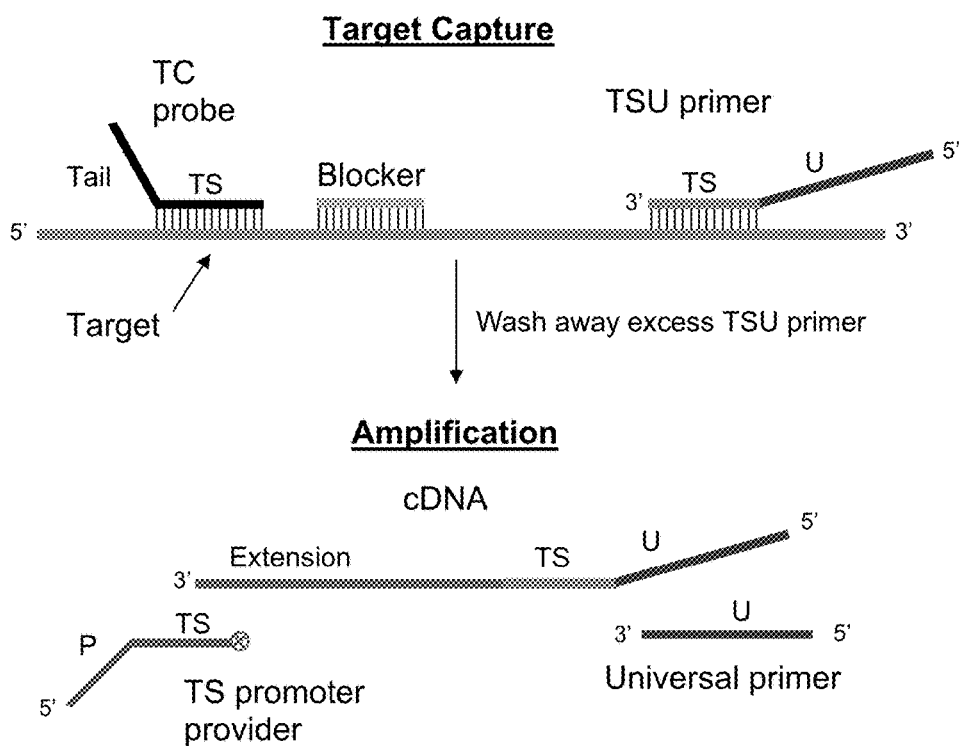 Target Capture
TC
probe
TSU primer
5'
U
Tail
TS
Blocker
3'
TS
5'
3'
Target
Wash away excess TSU primer
Amplification
cDNA
5'
U
Extension
TS
3'
U
TS
P
3'
5'
Universal primer
TS promoter
provider
5'